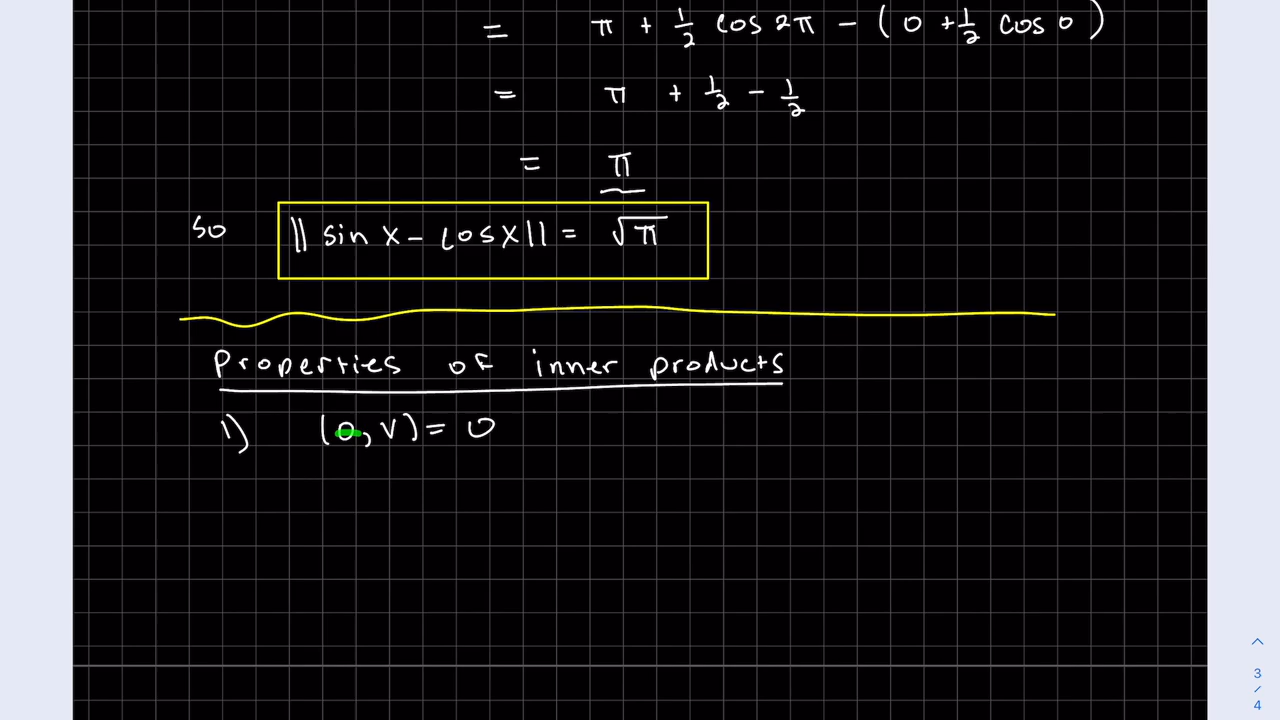 = π + 1/2 cos 2π - (0 + 1/2 cos 0)
= π + 1/2 - 1/2
= π
so || sin x - cos x || = √π
Properties of inner products
1) (0, v) = 0
3
/
4